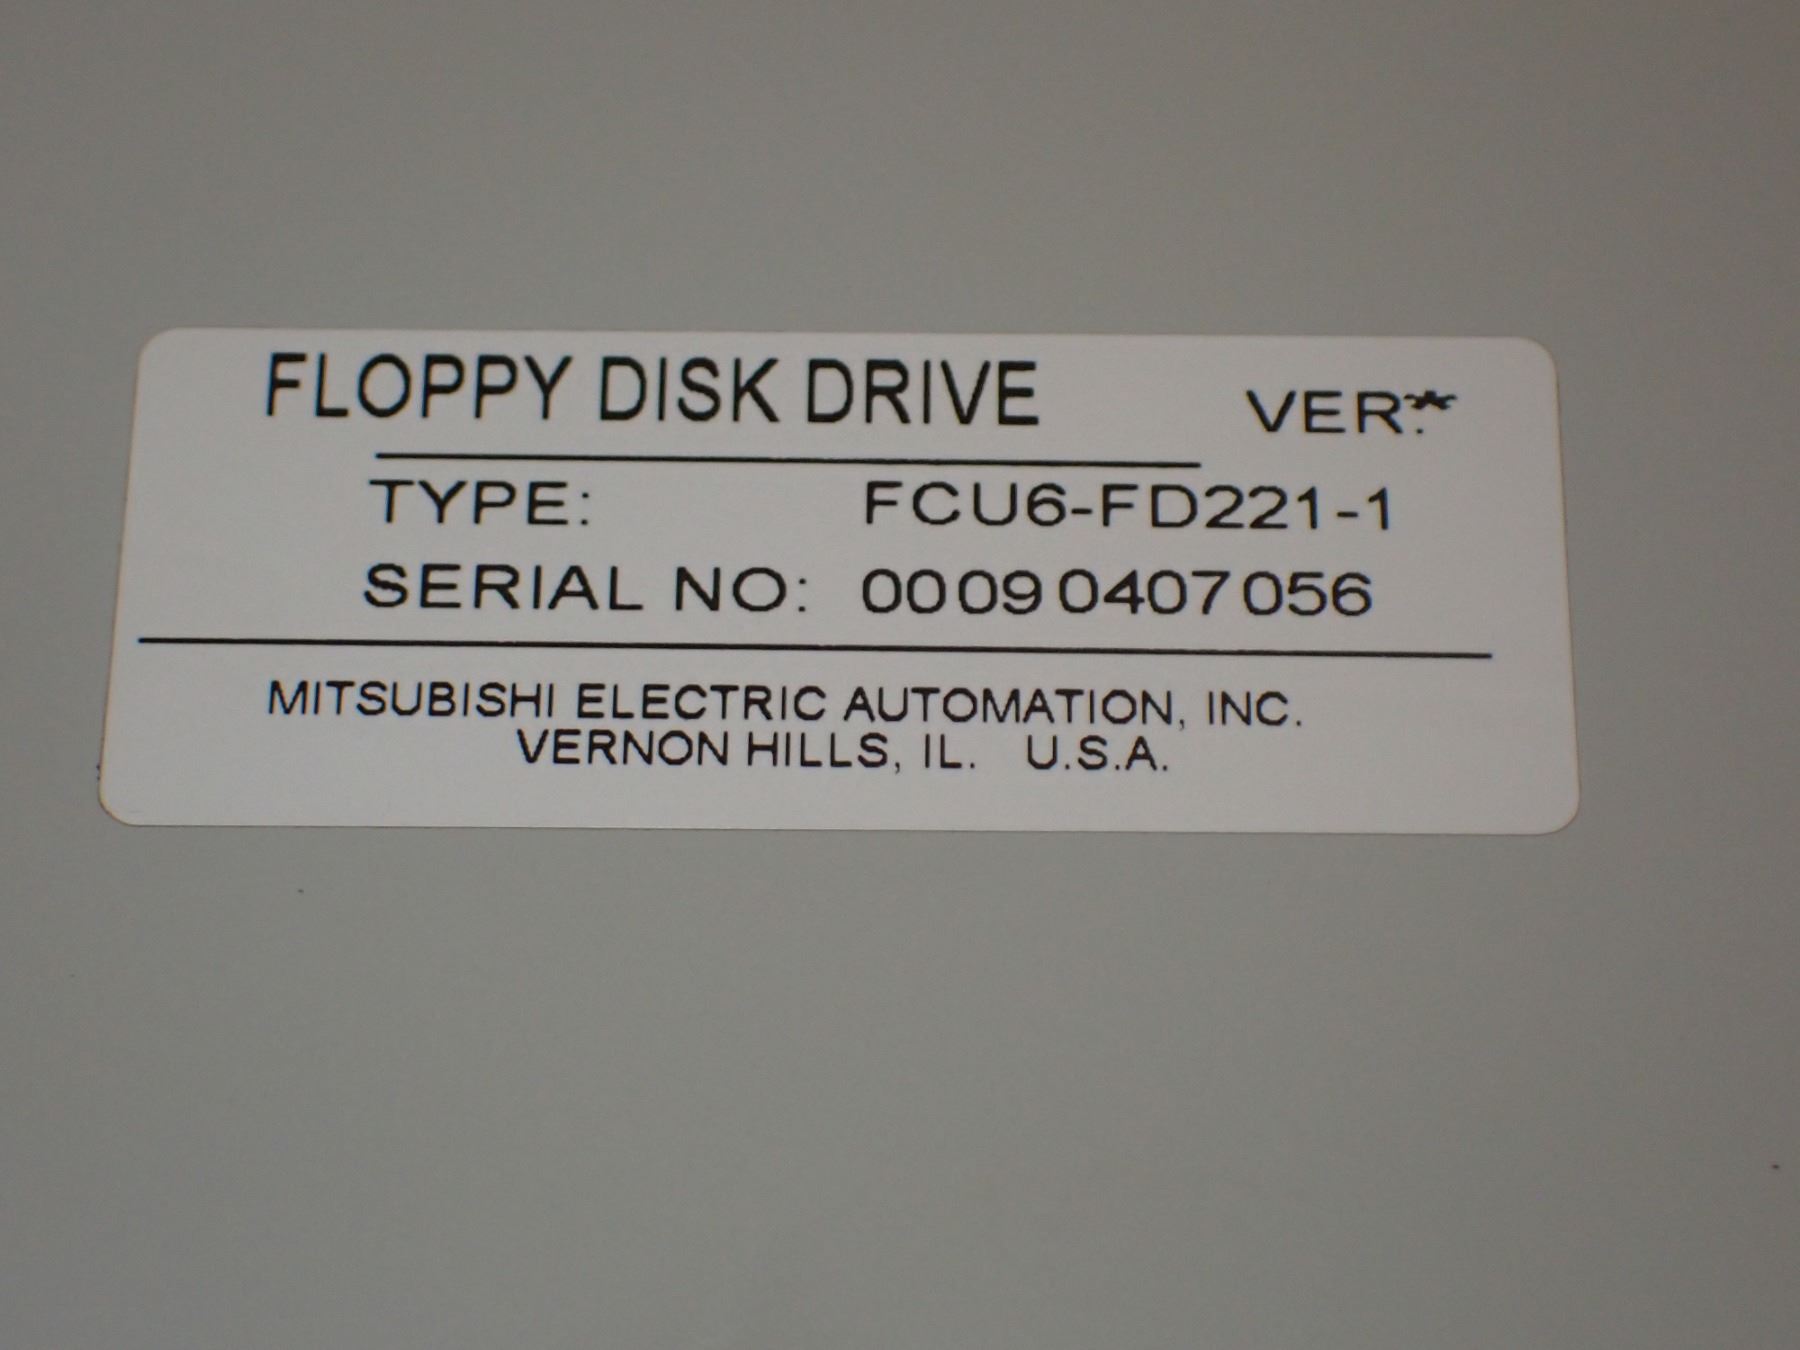 FLOPPY DISK DRIVE VER.*
TYPE: FCU6-FD221-1
SERIAL NO: 00090407056
MITSUBISHI ELECTRIC AUTOMATION, INC.
VERNON HILLS, IL. U.S.A.